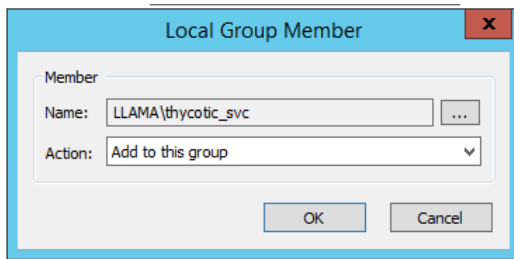 Local Group Member
x
Member
Name: LLAMA\thycotic_svc ...
Action: Add to this group
OK Cancel